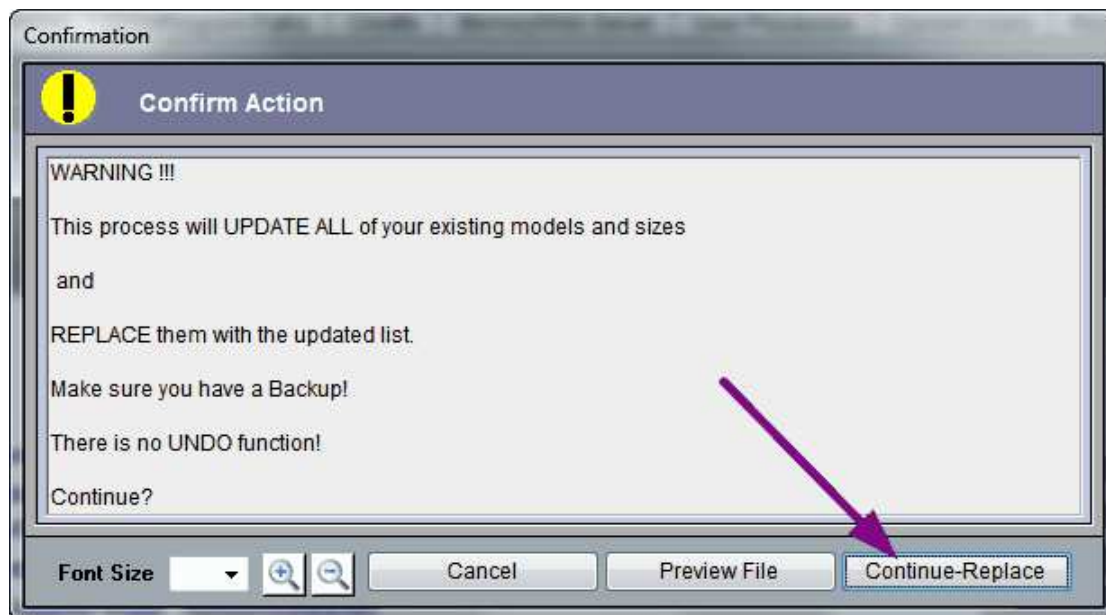 Confirmation
Confirm Action
WARNING !!!
This process will UPDATE ALL of your existing models and sizes
and
REPLACE them with the updated list.
Make sure you have a Backup!
There is no UNDO function!
Continue?
Font Size Cancel Preview File Continue-Replace